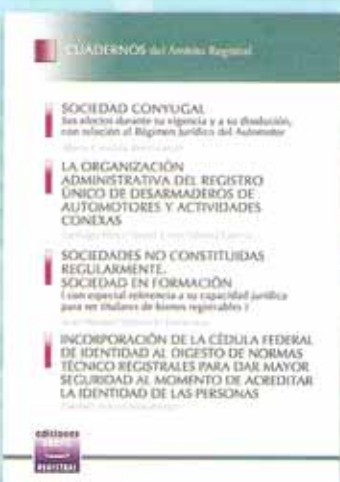 CUADERNOS del Ámbito Registral
SOCIEDAD CONYUGAL
Sus efectos durante su vigencia y a su disolución,
con relación al Régimen Jurídico del Automotor
LA ORGANIZACIÓN
ADMINISTRATIVA DEL REGISTRO
ÚNICO DE DESARMADEROS DE
AUTOMOTORES Y ACTIVIDADES
CONEXAS
SOCIEDADES NO CONSTITUIDAS
REGULARMENTE.
SOCIEDAD EN FORMACIÓN
( con especial referencia a su capacidad jurídica
para ser titulares de bienes registrables )
INCORPORACIÓN DE LA CÉDULA FEDERAL
DE IDENTIDAD AL DIGESTO DE NORMAS
TÉCNICO REGISTRALES PARA DAR MAYOR
SEGURIDAD AL MOMENTO DE ACREDITAR
LA IDENTIDAD DE LAS PERSONAS
ediciones
REGISTRAL